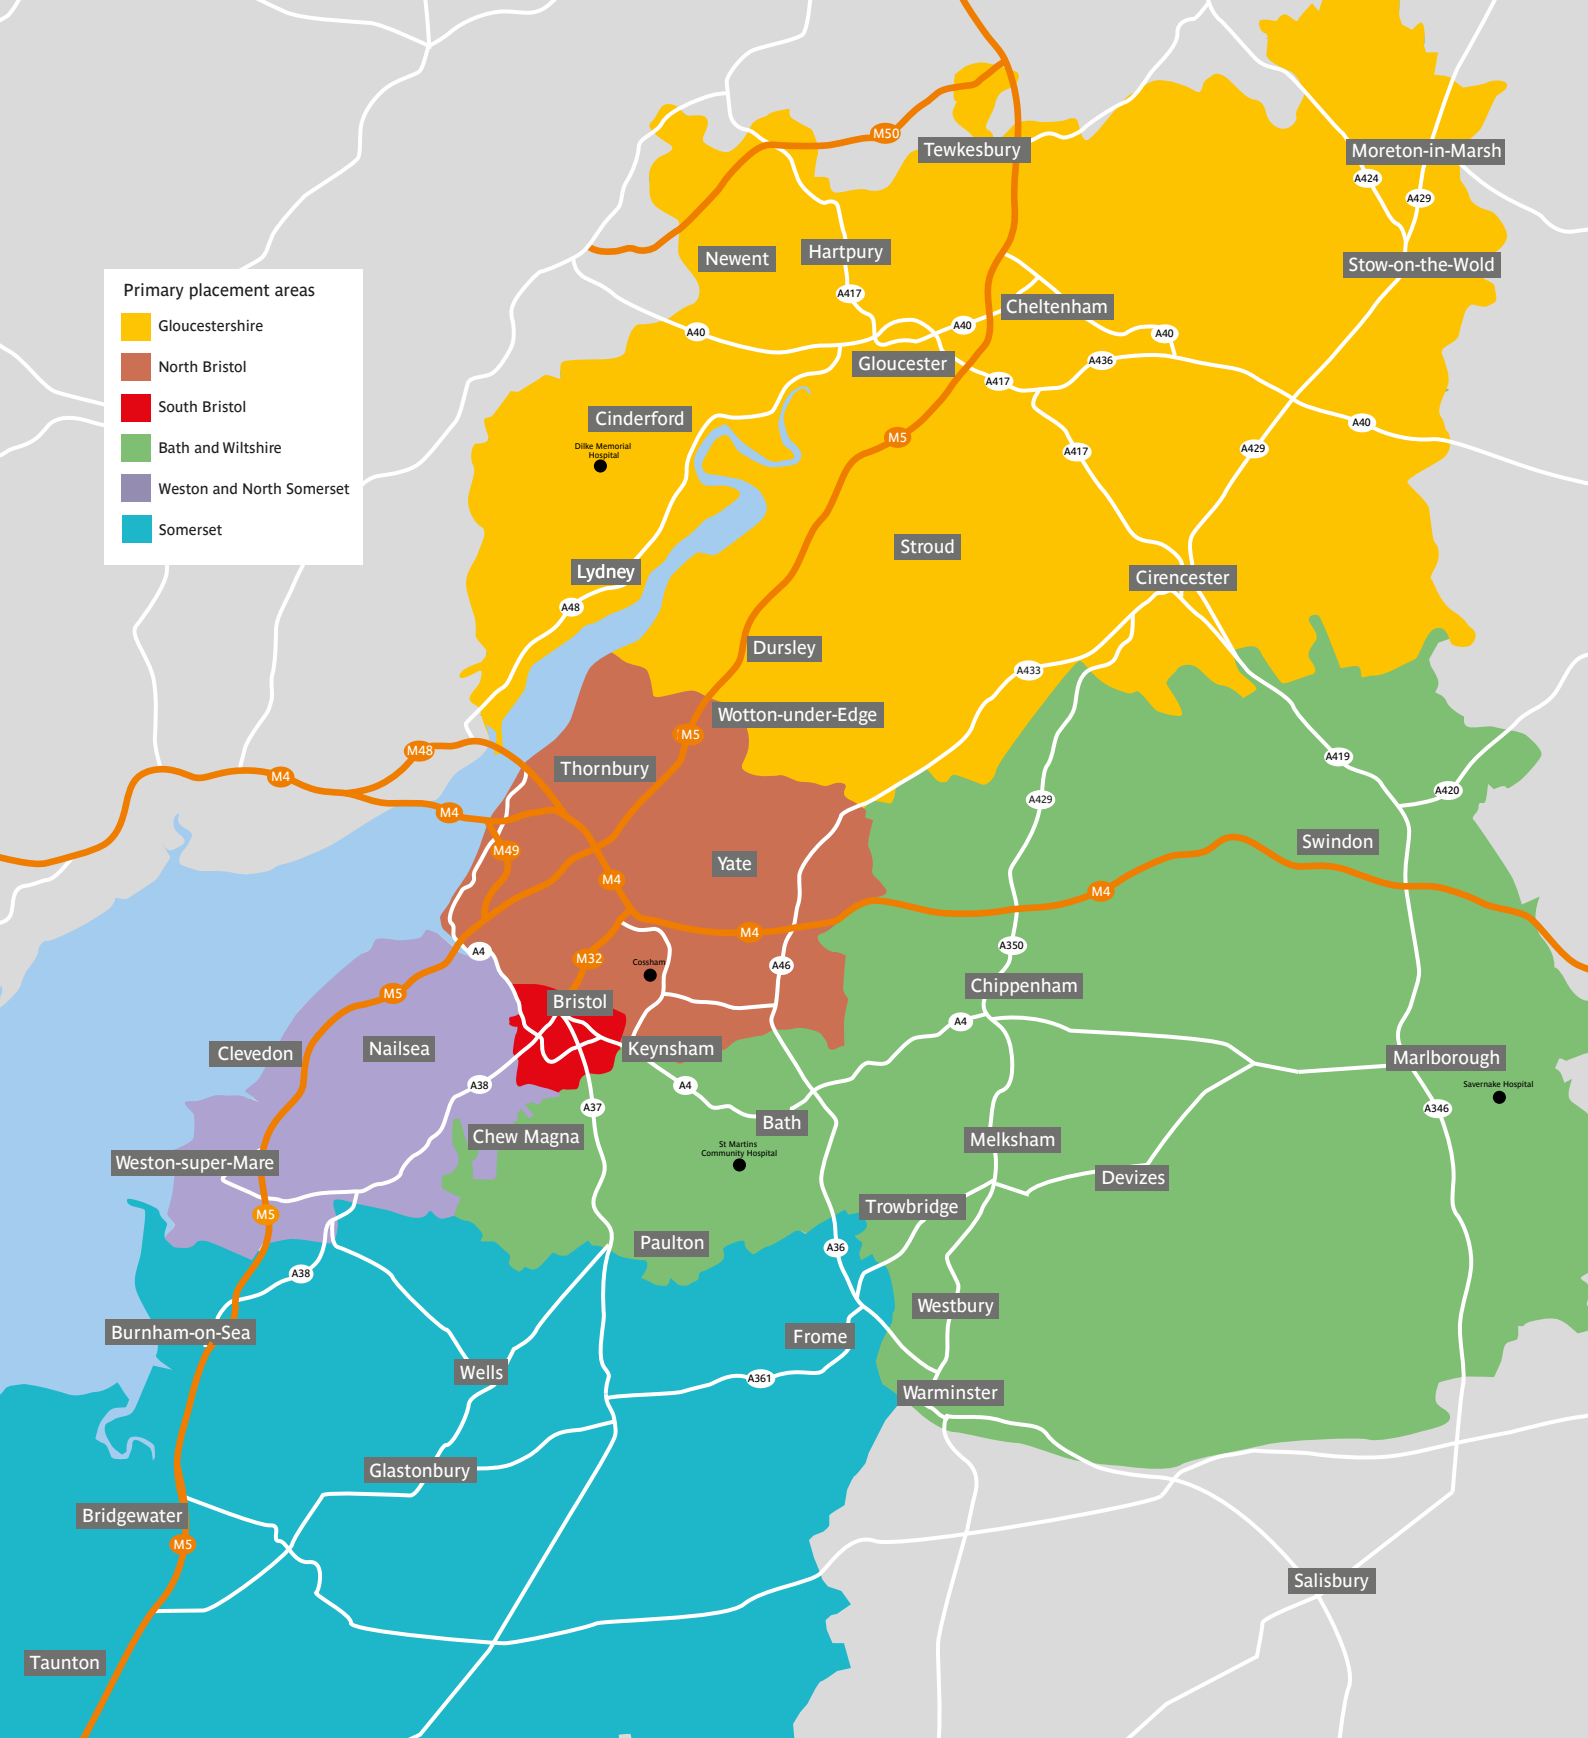 M50
Tewkesbury
Moreton-in-Marsh
A424
A429
Newent
Hartpury
Stow-on-the-Wold
A417
Cheltenham
A40
A40
A40
Gloucester
A436
A417
Primary placement areas
Gloucestershire
North Bristol
South Bristol
Bath and Wiltshire
Weston and North Somerset
Somerset
Cinderford
Dilke Memorial
Hospital
M5
A40
A417
A429
Stroud
Lydney
Cirencester
A48
Dursley
A433
Wotton-under-Edge
M5
M48
M4
Thornbury
A419
A420
A429
M4
M49
Swindon
Yate
M4
M4
M4
A4
M32
Cossham
A46
A350
M5
Bristol
Chippenham
A4
Clevedon
Nailsea
Keynsham
Marlborough
Savernake Hospital
A38
A4
A37
A346
Bath
Chew Magna
St Martins
Community Hospital
Melksham
Weston-super-Mare
Devizes
M5
Trowbridge
Paulton
A36
A38
Westbury
Burnham-on-Sea
Frome
Wells
A361
Warminster
Glastonbury
Bridgewater
M5
Salisbury
Taunton